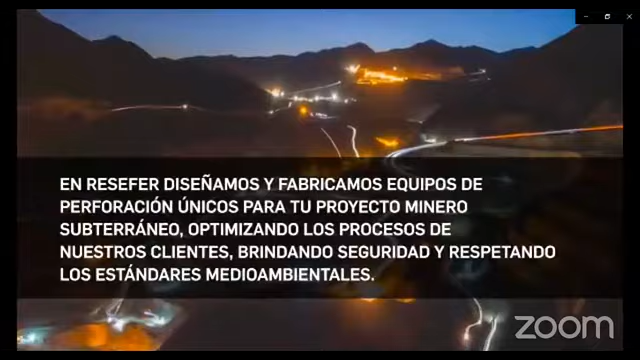 EN RESEFER DISEÑAMOS Y FABRICAMOS EQUIPOS DE
PERFORACIÓN ÚNICOS PARA TU PROYECTO MINERO
SUBTERRÁNEO, OPTIMIZANDO LOS PROCESOS DE
NUESTROS CLIENTES, BRINDANDO SEGURIDAD Y RESPETANDO
LOS ESTÁNDARES MEDIOAMBIENTALES.
zoom